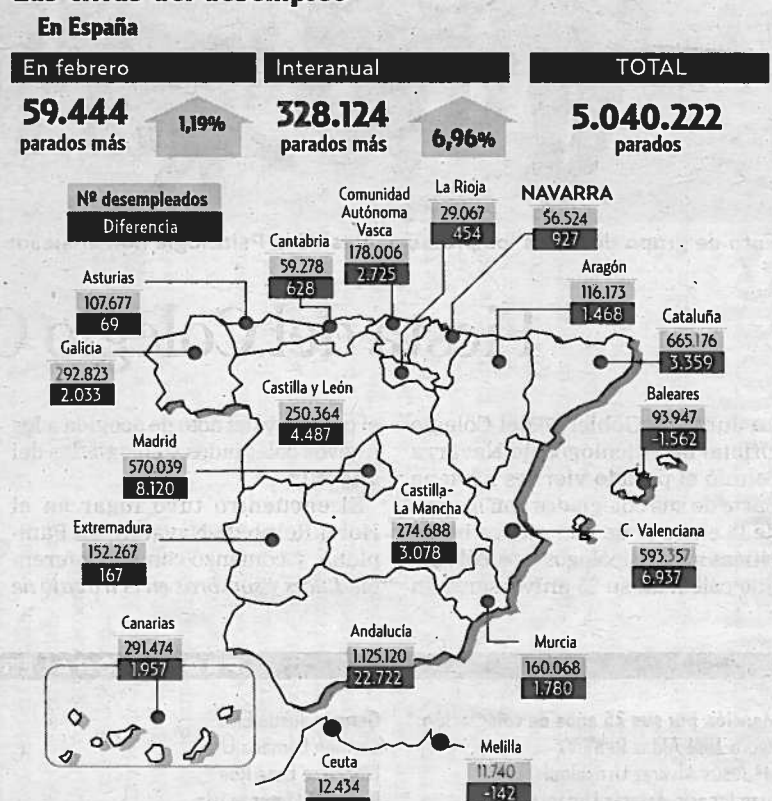 En España
En febrero
59.444
parados más
1,19%
Interanual
328.124
parados más
6,96%
TOTAL
5.040.222
parados
Nº desempleados
Diferencia
Asturias
107.677
69
Cantabria
59.278
628
Comunidad
Autónoma
Vasca
178.006
2.725
La Rioja
29.067
454
NAVARRA
56.524
927
Aragón
116.173
1.468
Cataluña
665.176
3.359
Galicia
292.823
2.033
Castilla y León
250.364
4.487
Baleares
93.947
-1.562
Madrid
570.039
8.120
Castilla-
La Mancha
274.688
3.078
Extremadura
152.267
167
C. Valenciana
593.357
6.937
Canarias
291.474
1.957
Andalucía
1.125.120
22.722
Murcia
160.068
1.780
Ceuta
12.434
Melilla
11.740
-142